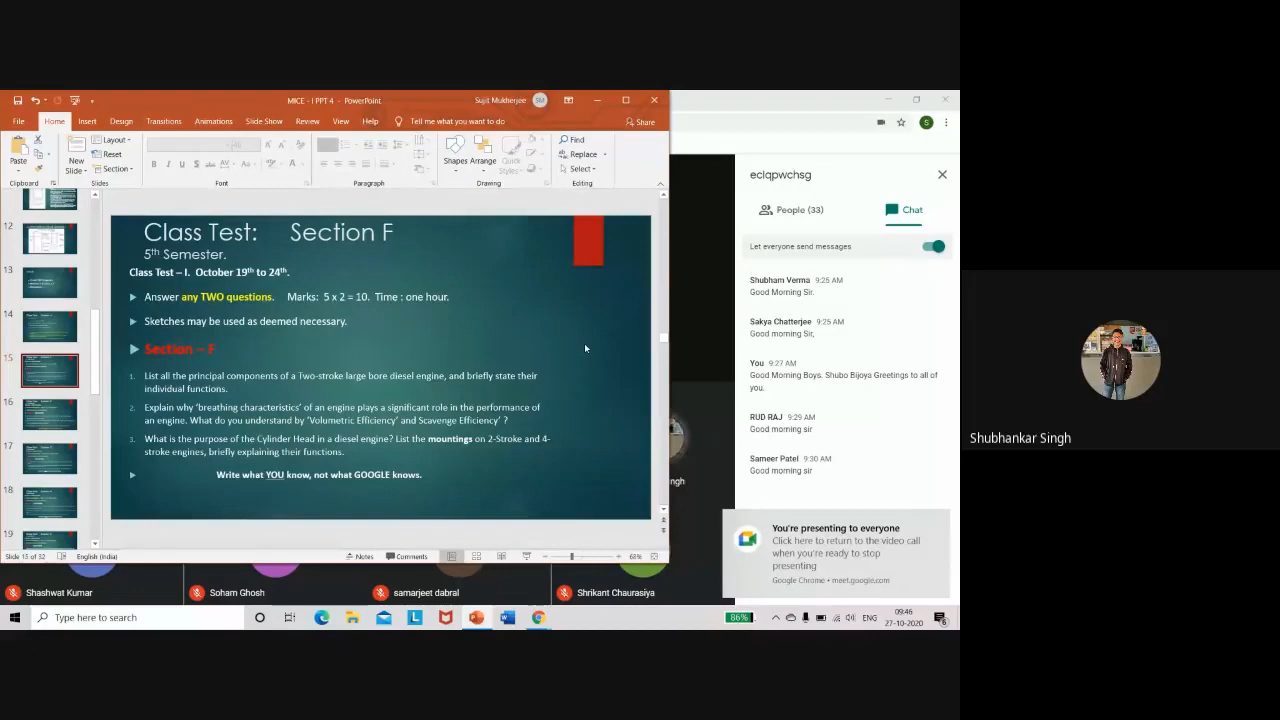 MICE - I PPT 4 - PowerPoint
Sujit Mukherjee
SM
File Home Insert Design Transitions Animations Slide Show Review View Help Tell me what you want to do
Share
Paste
New
Slide
Layout
Reset
Section
Shapes Arrange Quick
Styles
Find
Replace
Select
Clipboard Slides Font Paragraph Drawing Editing
12
13
14
15
16
17
18
19
Class Test: Section F
5th Semester.
Class Test – I. October 19th to 24th.
Answer any TWO questions. Marks: 5 x 2 = 10. Time : one hour.
Sketches may be used as deemed necessary.
Section – F
1. List all the principal components of a Two-stroke large bore diesel engine, and briefly state their
individual functions.
2. Explain why ‘breathing characteristics’ of an engine plays a significant role in the performance of
an engine. What do you understand by ‘Volumetric Efficiency’ and Scavenge Efficiency’ ?
3. What is the purpose of the Cylinder Head in a diesel engine? List the mountings on 2-Stroke and 4-
stroke engines, briefly explaining their functions.
Write what YOU know, not what GOOGLE knows.
Slide 15 of 32 English (India) Notes Comments 68%
S
eclqpwchsg
People (33) Chat
Let everyone send messages
Shubham Verma 9:25 AM
Good Morning Sir.
Sakya Chatterjee 9:25 AM
Good morning Sir,
You 9:27 AM
Good Morning Boys. Shubo Bijoya Greetings to all of
you.
RUD RAJ 9:29 AM
Good morning sir
Sameer Patel 9:30 AM
Good morning sir
You're presenting to everyone
Click here to return to the video call
when you're ready to stop
presenting
Google Chrome • meet.google.com
Shashwat Kumar
Soham Ghosh
samarjeet dabral
Shrikant Chaurasiya
Type here to search
86%
ENG
09:46
27-10-2020
6
Shubhankar Singh